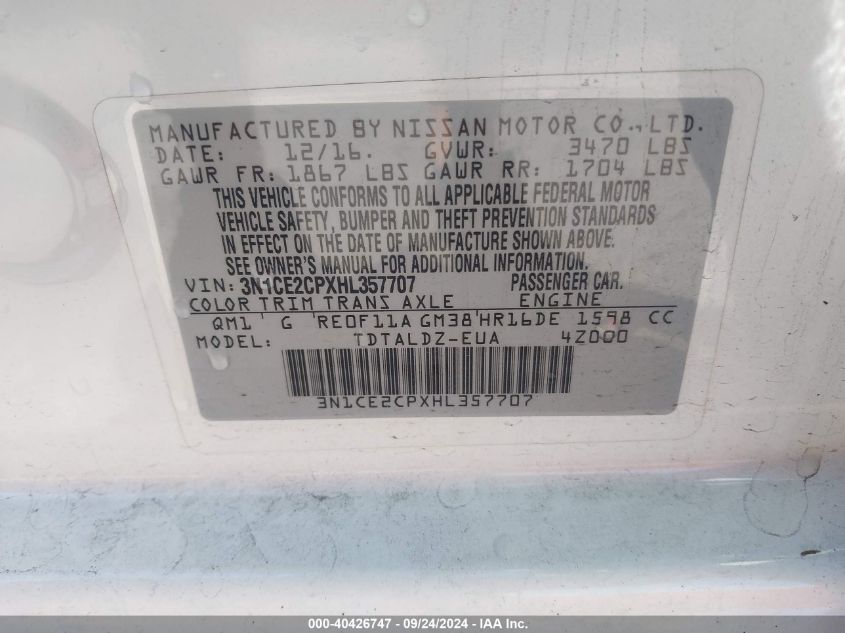 MANUFACTURED BY NISSAN MOTOR CO.,LTD.
DATE: 12/16. GVWR: 3470 LBS
GAWR FR: 1867 LBS GAWR RR: 1704 LBS
THIS VEHICLE CONFORMS TO ALL APPLICABLE FEDERAL MOTOR
VEHICLE SAFETY, BUMPER AND THEFT PREVENTION STANDARDS
IN EFFECT ON THE DATE OF MANUFACTURE SHOWN ABOVE.
SEE OWNER'S MANUAL FOR ADDITIONAL INFORMATION.
VIN: 3N1CE2CPXHL357707 PASSENGER CAR.
COLOR TRIM TRANS AXLE ENGINE
QM1 G RE0F11A GM38 HR16DE 1598 CC
MODEL: TDTALDZ-EUA 4Z000
3N1CE2CPXHL357707
000-40426747 - 09/24/2024 - IAA Inc.